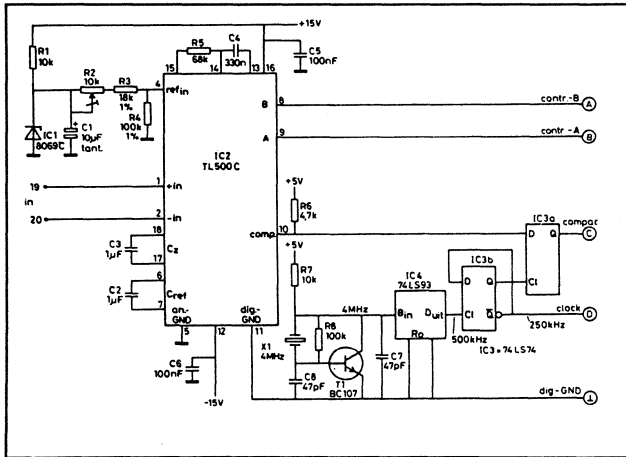 +15V
R1
10k
R2
10k
R3
18k
1%
R4
100k
1%
IC1
8069C
+
C1
10µF
tant.
R5
68k
C4
330n
C5
100nF
15
14
13
16
4
ref in
B
8
contr.-B
A
A
9
contr.-A
B
IC2
TL500C
19
in
20
1
+in
2
-in
18
Cz
17
C3
1µF
6
Cref
7
C2
1µF
an.-
GND
dig.-
GND
5
12
11
C6
100nF
-15V
comp.
10
+5V
R6
4,7k
+5V
R7
10k
R8
100k
X1
4MHz
C8
47pF
T1
BC107
C7
47pF
4MHz
IC4
74LS93
Bin
Duit
Ro
500kHz
IC3b
D
Q
Cl
Q
IC3a
D
Q
Cl
compar.
C
clock
D
250kHz
IC3=74LS74
dig-GND